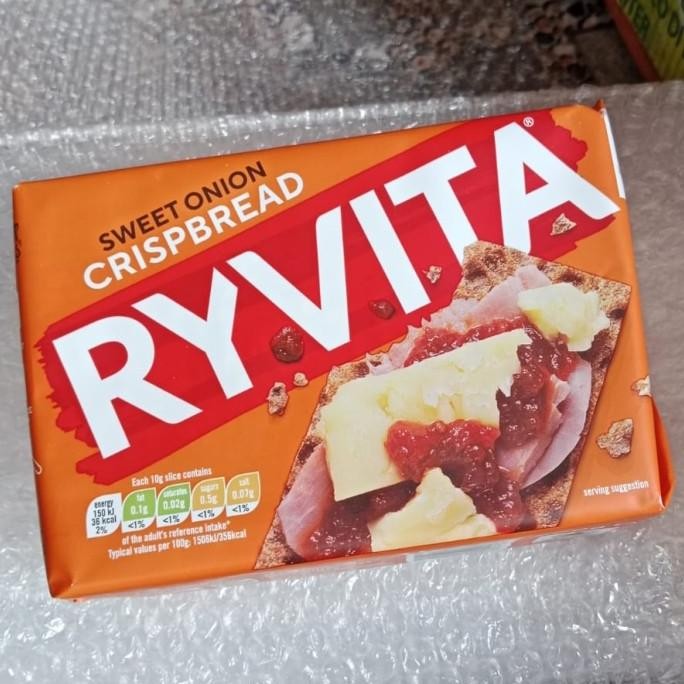 SWEET ONION
CRISPBREAD
RYVITA®
Each 10g slice contains
energy
150 kJ
36 kcal
2%
fat
0.1g
<1%
saturates
0.02g
<1%
sugars
0.5g
<1%
salt
0.07g
<1%
of the adult's reference intake*
Typical values per 100g: 1506kJ/356kcal
serving suggestion